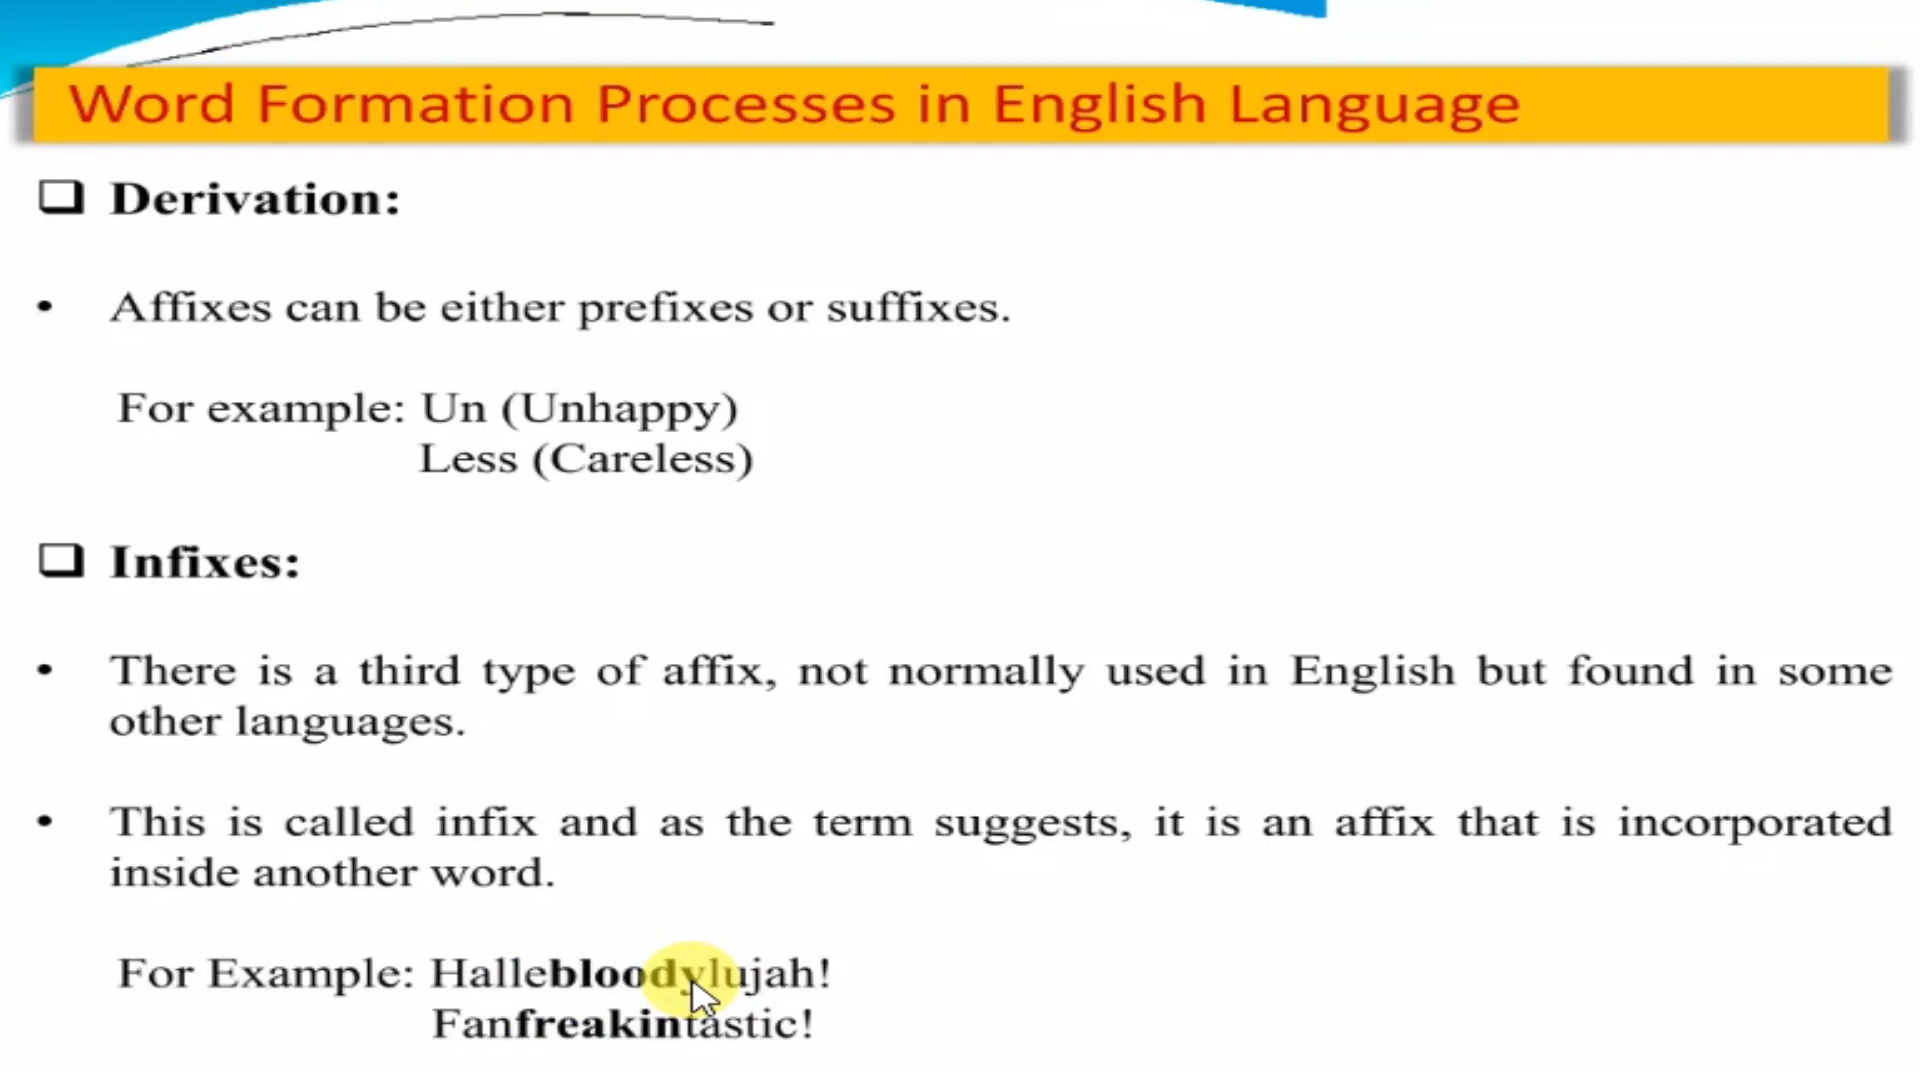 Word Formation Processes in English Language
❑ Derivation:
• Affixes can be either prefixes or suffixes.
For example: Un (Unhappy)
Less (Careless)
❑ Infixes:
• There is a third type of affix, not normally used in English but found in some
other languages.
• This is called infix and as the term suggests, it is an affix that is incorporated
inside another word.
For Example: Hallebloodylujah!
Fanfreakintastic!